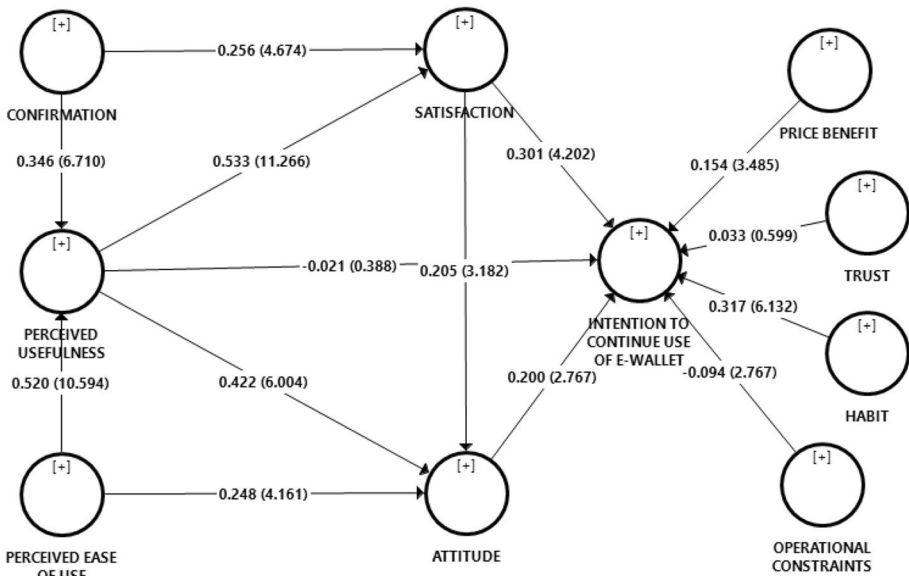 [+]
CONFIRMATION
0.256 (4.674)
[+]
SATISFACTION
[+]
PRICE BENEFIT
0.346 (6.710)
0.533 (11.266)
0.301 (4.202)
0.154 (3.485)
[+]
PERCEIVED
USEFULNESS
-0.021 (0.388)
0.205 (3.182)
[+]
INTENTION TO
CONTINUE USE
OF E-WALLET
0.033 (0.599)
[+]
TRUST
0.317 (6.132)
[+]
HABIT
0.520 (10.594)
0.422 (6.004)
0.200 (2.767)
-0.094 (2.767)
[+]
PERCEIVED EASE
OF USE
0.248 (4.161)
[+]
ATTITUDE
[+]
OPERATIONAL
CONSTRAINTS